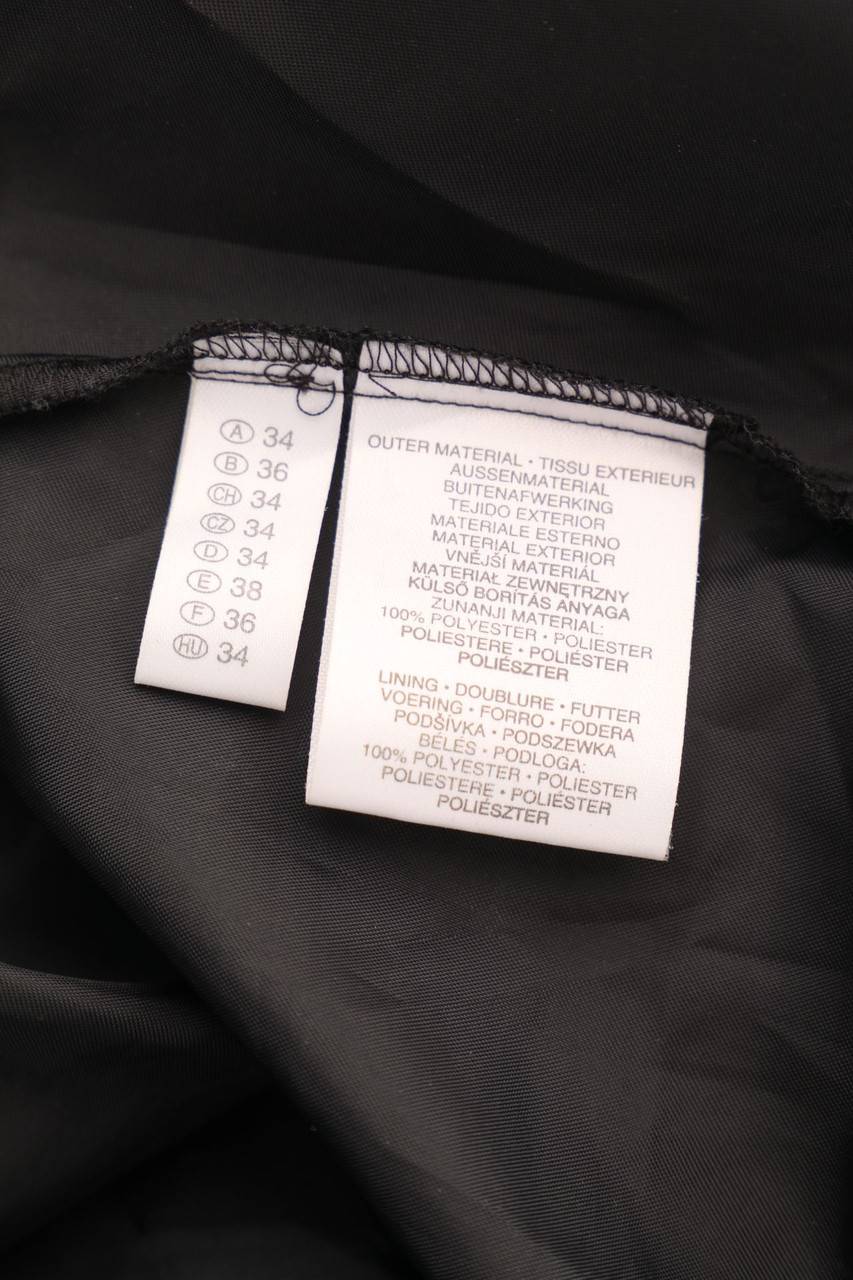 A 34
B 36
CH 34
CZ 34
D 34
E 38
F 36
HU 34
OUTER MATERIAL · TISSU EXTERIEUR
AUSSENMATERIAL
BUITENAFWERKING
TEJIDO EXTERIOR
MATERIALE ESTERNO
MATERIAL EXTERIOR
VNĚJŠÍ MATERIÁL
MATERIAŁ ZEWNĘTRZNY
KÜLSŐ BORÍTÁS ANYAGA
ZUNANJI MATERIAL:
100% POLYESTER · POLIESTER
POLIESTERE · POLIÉSTER
POLIÉSZTER
LINING · DOUBLURE · FUTTER
VOERING · FORRO · FODERA
PODŠÍVKA · PODSZEWKA
BÉLÉS · PODLOGA:
100% POLYESTER · POLIESTER
POLIESTERE · POLIÉSTER
POLIÉSZTER